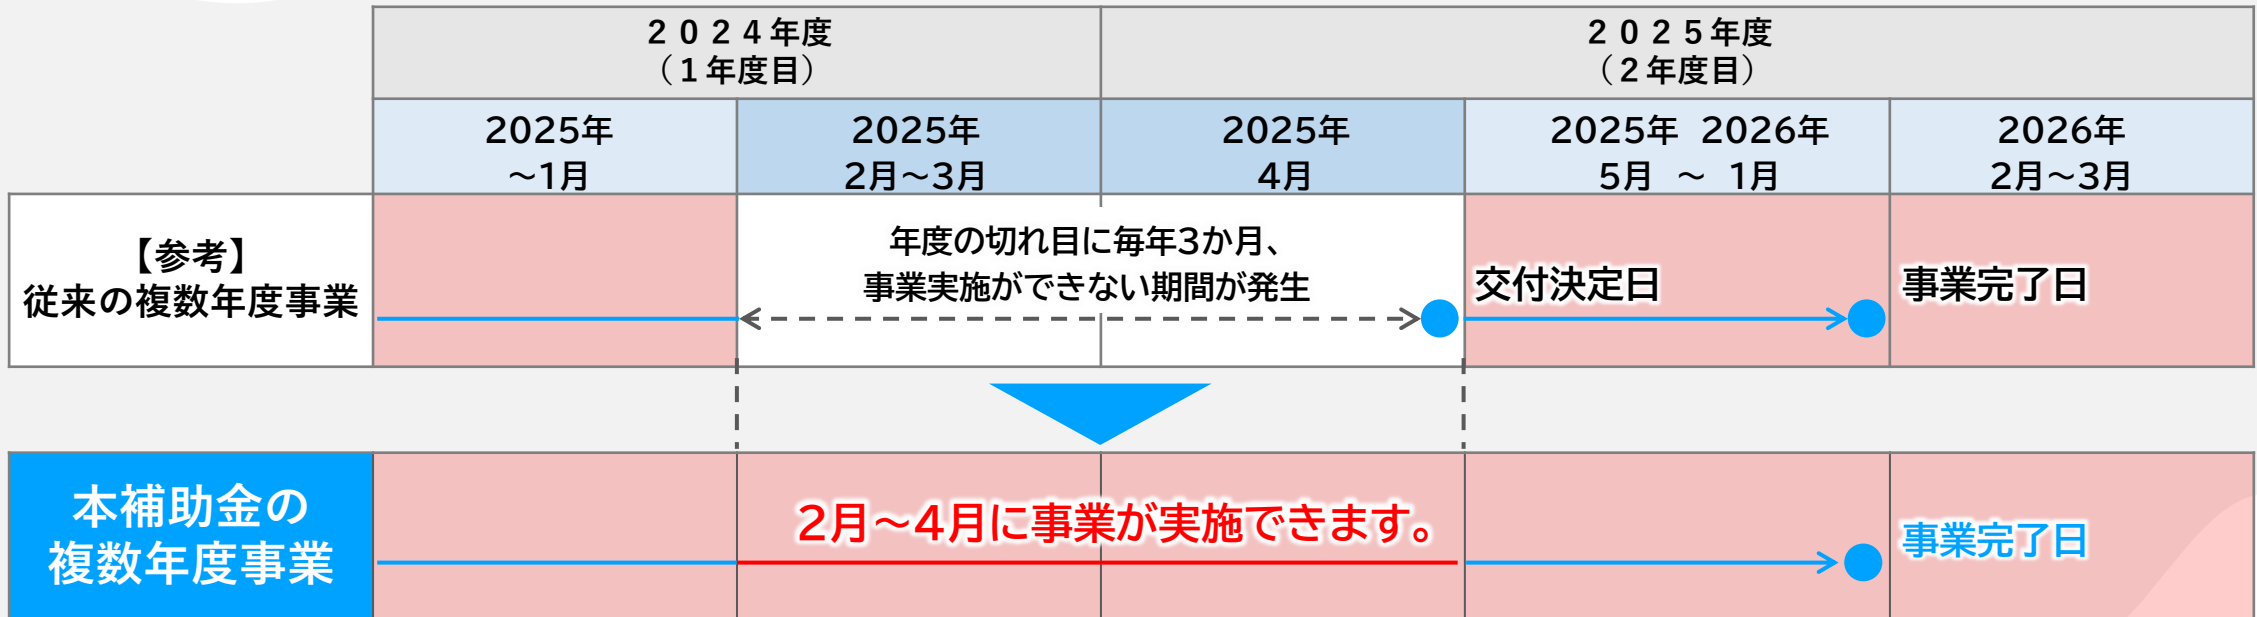 ２０２４年度
（１年度目）
２０２５年度
（２年度目）
2025年
～1月
2025年
2月～3月
2025年
4月
2025年 2026年
5月 ～ 1月
2026年
2月～3月
【参考】
従来の複数年度事業
年度の切れ目に毎年3か月、
事業実施ができない期間が発生
交付決定日
事業完了日
本補助金の
複数年度事業
2月～4月に事業が実施できます。
事業完了日